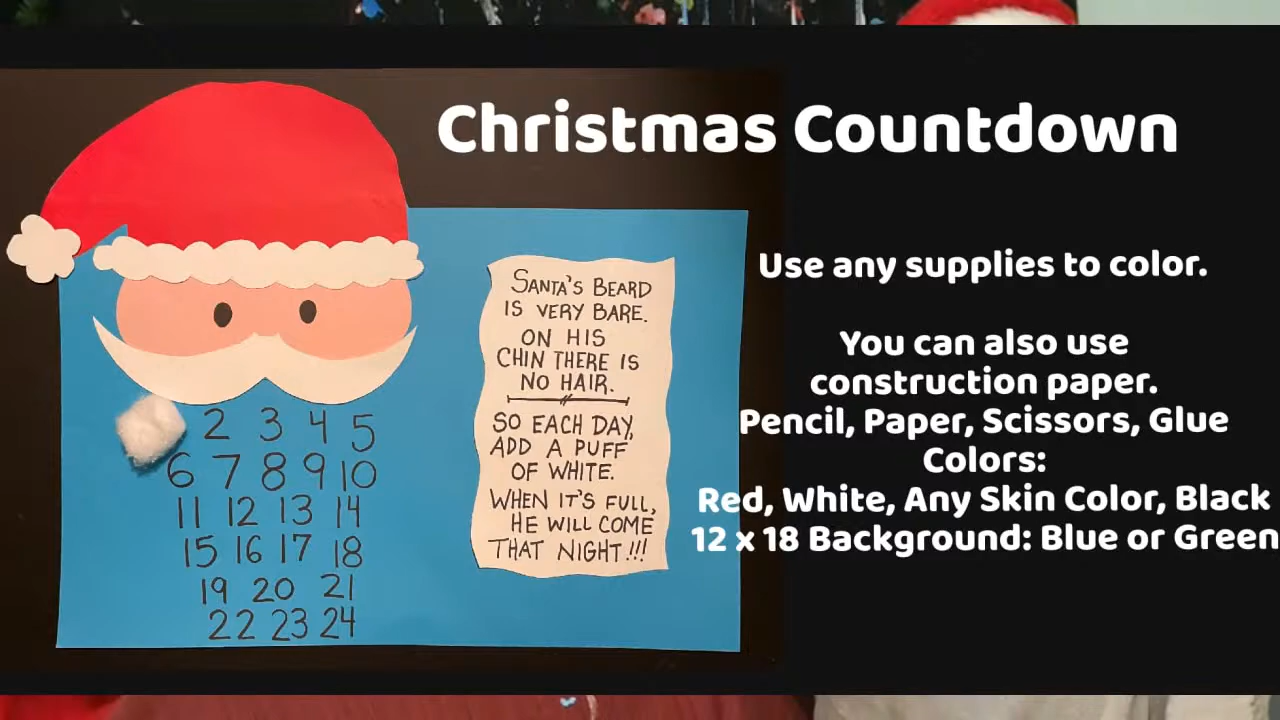 Christmas Countdown
SANTA'S BEARD
IS VERY BARE.
ON HIS
CHIN THERE IS
NO HAIR.
SO EACH DAY,
ADD A PUFF
OF WHITE.
WHEN IT'S FULL,
HE WILL COME
THAT NIGHT!!!
2 3 4 5
6 7 8 9 10
11 12 13 14
15 16 17 18
19 20 21
22 23 24
Use any supplies to color.
You can also use
construction paper.
Pencil, Paper, Scissors, Glue
Colors:
Red, White, Any Skin Color, Black
12 x 18 Background: Blue or Green